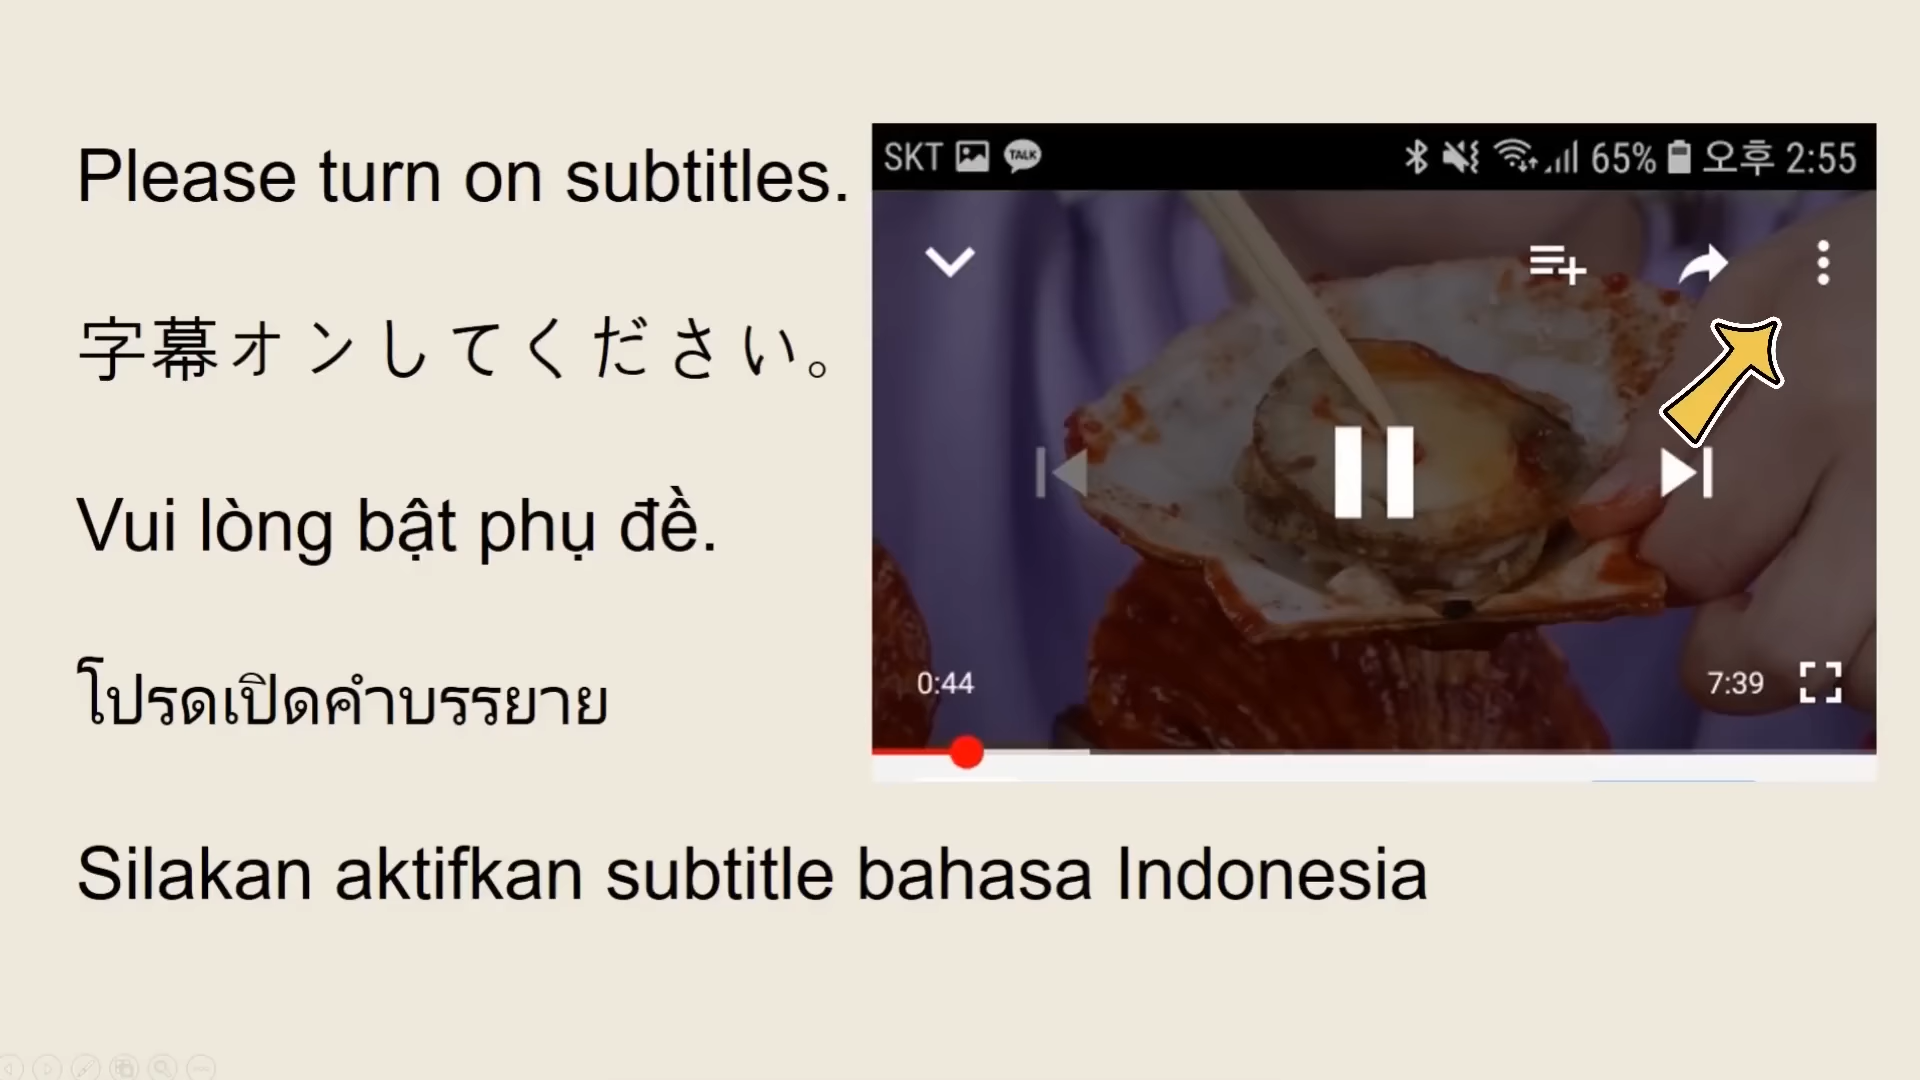 Please turn on subtitles.
字幕オンしてください。
Vui lòng bật phụ đề.
โปรดเปิดคำบรรยาย
Silakan aktifkan subtitle bahasa Indonesia
SKT TALK 65% 오후 2:55
0:44 7:39